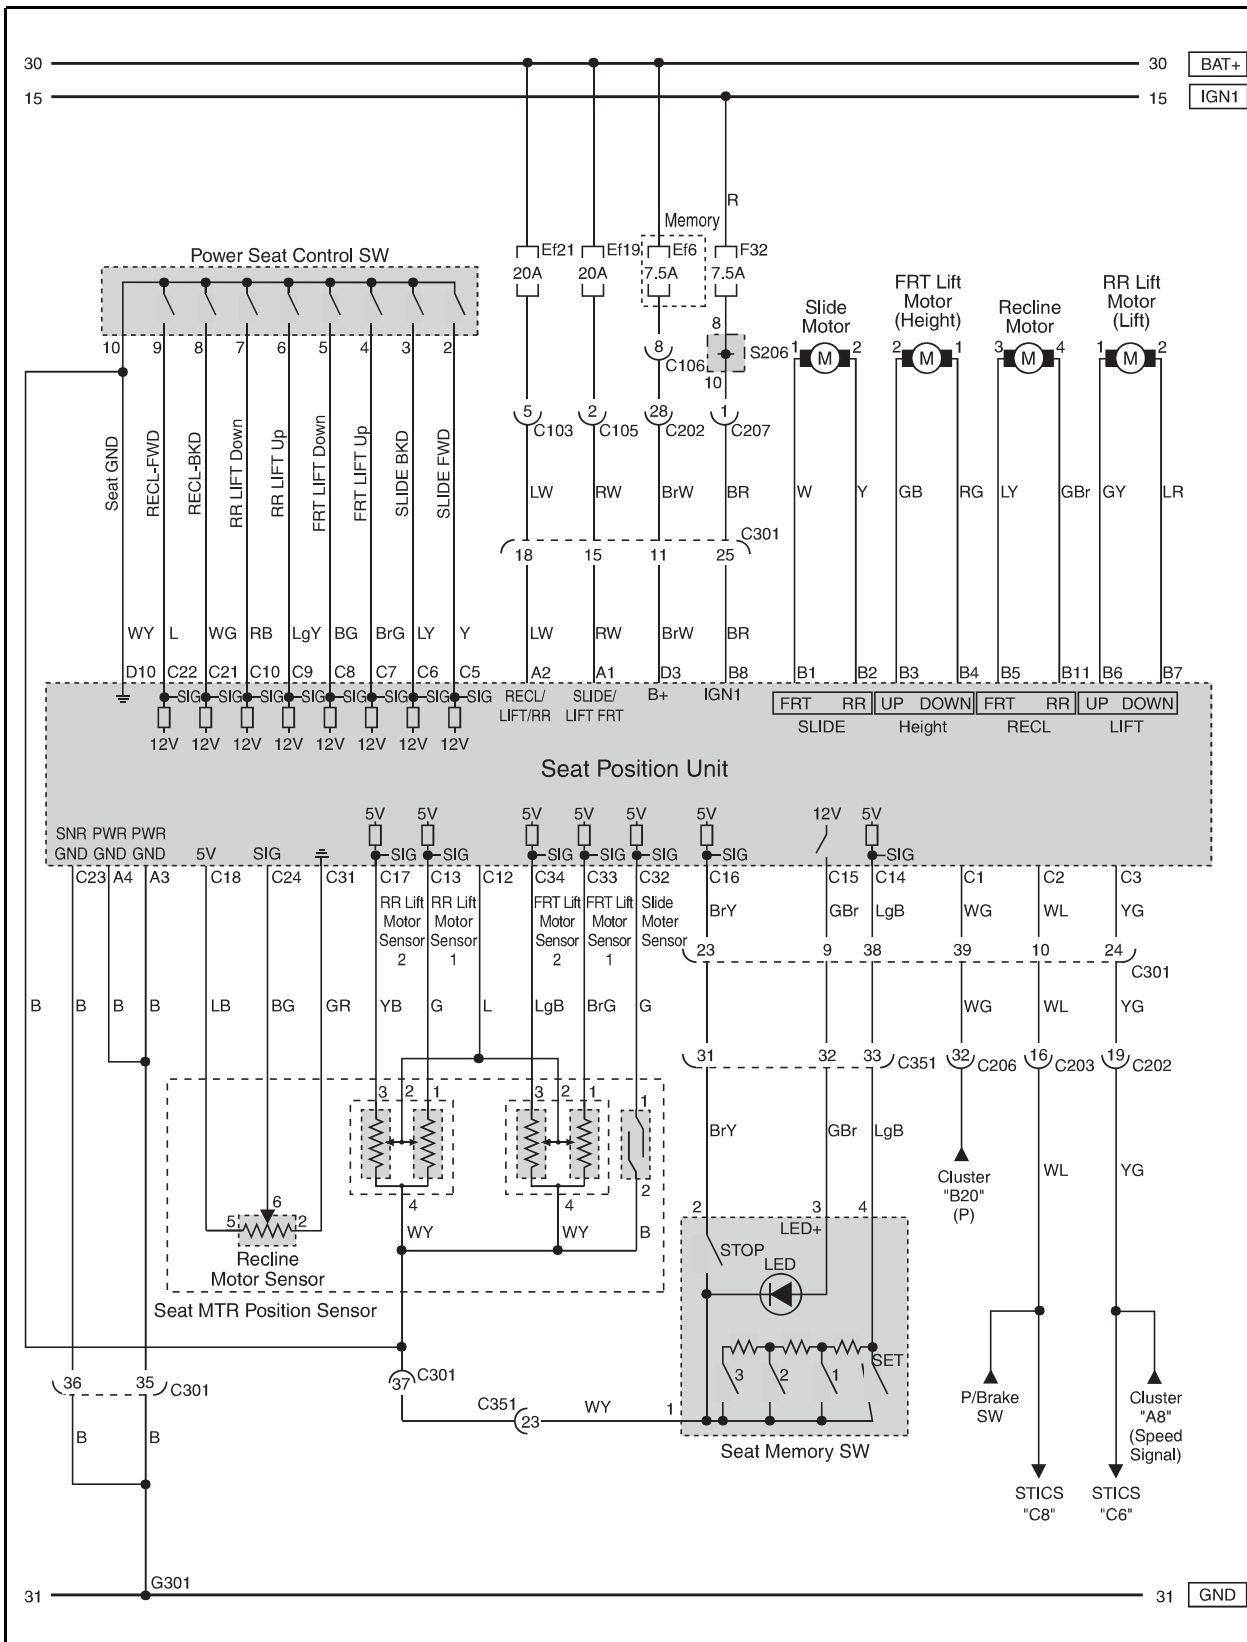 30 30 BAT+
15 15 IGN1
R
Memory
Ef21 Ef19 Ef6 F32
20A 20A 7.5A 7.5A
Power Seat Control SW
10 9 8 7 6 5 4 3 2
8
S206
10
8
C106
5 2 28 1
C103 C105 C202 C207
Slide
Motor
FRT Lift
Motor
(Height)
Recline
Motor
RR Lift
Motor
(Lift)
1 M 2 2 M 1 3 M 4 1 M 2
Seat GND
RECL-FWD
RECL-BKD
RR LIFT Down
RR LIFT Up
FRT LIFT Down
FRT LIFT Up
SLIDE BKD
SLIDE FWD
LW RW BrW BR W Y GB RG LY GBr GY LR
C301
18 15 11 25
WY L WG RB LgY BG BrG LY Y LW RW BrW BR
D10 C22 C21 C10 C9 C8 C7 C6 C5 A2 A1 D3 B8 B1 B2 B3 B4 B5 B11 B6 B7
SIG SIG SIG SIG SIG SIG SIG SIG
12V 12V 12V 12V 12V 12V 12V 12V
RECL/
LIFT/RR
SLIDE/
LIFT FRT
B+ IGN1
FRT RR UP DOWN FRT RR UP DOWN
SLIDE Height RECL LIFT
Seat Position Unit
5V 5V 5V 5V 5V 5V 12V 5V
SNR PWR PWR
GND GND GND 5V SIG
SIG SIG SIG SIG SIG SIG SIG
C23 A4 A3 C18 C24 C31 C17 C13 C12 C34 C33 C32 C16 C15 C14 C1 C2 C3
RR Lift
Motor
Sensor
2
RR Lift
Motor
Sensor
1
FRT Lift
Motor
Sensor
2
FRT Lift
Motor
Sensor
1
Slide
Moter
Sensor
BrY GBr LgB WG WL YG
23 9 38 39 10 24
C301
B B B B LB BG GR YB G L LgB BrG G WG WL YG
31 32 33 C351 32 C206 16 C203 19 C202
3 2 1 3 2 1 1
BrY GBr LgB WL YG
Cluster
"B20"
(P)
4 4 2
WY WY B
5 6 2
Recline
Motor Sensor
Seat MTR Position Sensor
2 3 4
LED+
STOP
LED
SET
3 2 1
1
Seat Memory SW
37 C301
C351
23
WY
36 35 C301
B B
P/Brake
SW
Cluster
"A8"
(Speed
Signal)
STICS
"C8"
STICS
"C6"
G301
31 31 GND